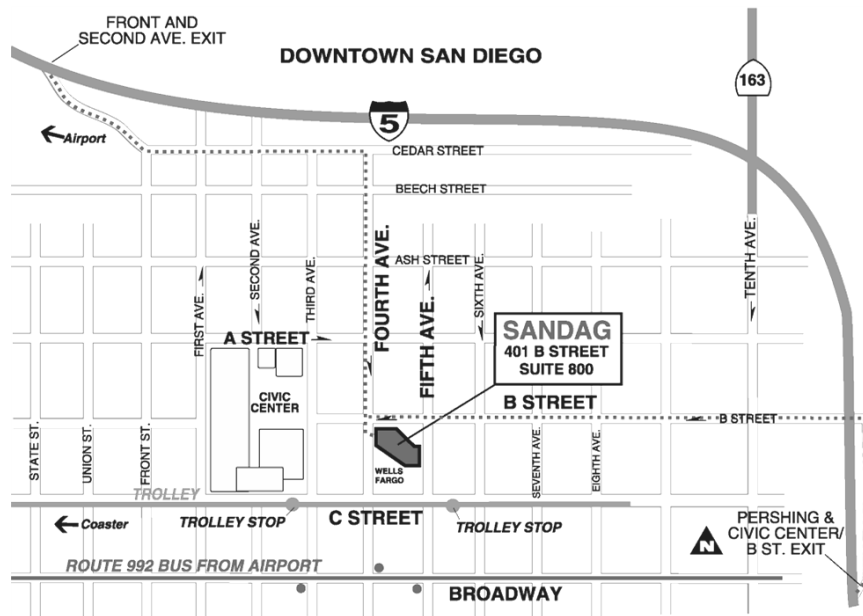 FRONT AND
SECOND AVE. EXIT
DOWNTOWN SAN DIEGO
163
5
Airport
CEDAR STREET
BEECH STREET
FIRST AVE.
SECOND AVE.
THIRD AVE.
FOURTH AVE.
ASH STREET
FIFTH AVE.
SIXTH AVE.
TENTH AVE.
A STREET
SANDAG
401 B STREET
SUITE 800
CIVIC
CENTER
B STREET
B STREET
STATE ST.
UNION ST.
FRONT ST.
WELLS
FARGO
SEVENTH AVE.
EIGHTH AVE.
TROLLEY
Coaster
TROLLEY STOP
C STREET
TROLLEY STOP
N
PERSHING &
CIVIC CENTER/
B ST. EXIT
ROUTE 992 BUS FROM AIRPORT
BROADWAY